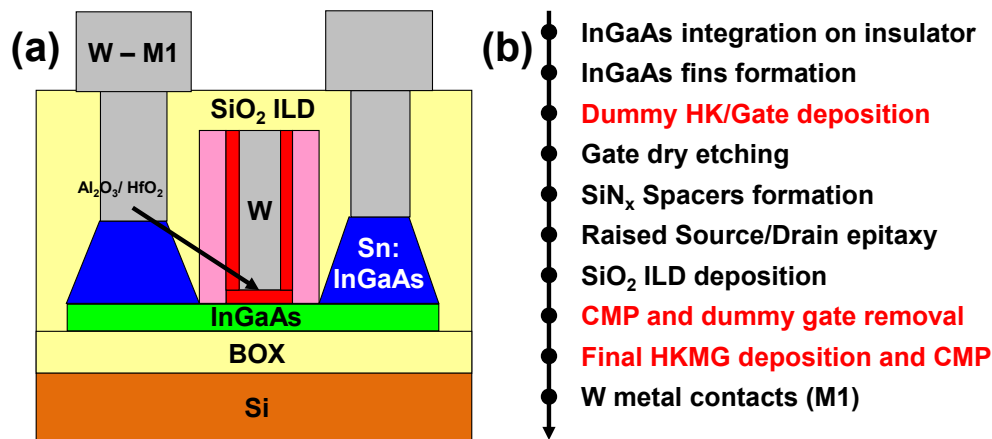 (a)
W – M1
SiO₂ ILD
Al₂O₃/ HfO₂
W
Sn:
InGaAs
InGaAs
BOX
Si
(b)
InGaAs integration on insulator
InGaAs fins formation
Dummy HK/Gate deposition
Gate dry etching
SiNₓ Spacers formation
Raised Source/Drain epitaxy
SiO₂ ILD deposition
CMP and dummy gate removal
Final HKMG deposition and CMP
W metal contacts (M1)